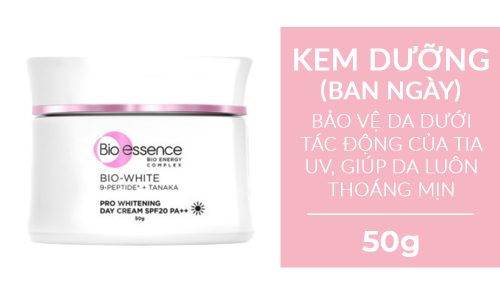 Bio essence
BIO ENERGY
COMPLEX
BIO-WHITE
9-PEPTIDE* + TANAKA
PRO WHITENING
DAY CREAM SPF20 PA++
50g
KEM DƯỠNG
(BAN NGÀY)
BẢO VỆ DA DƯỚI
TÁC ĐỘNG CỦA TIA
UV, GIÚP DA LUÔN
THOÁNG MỊN
50g